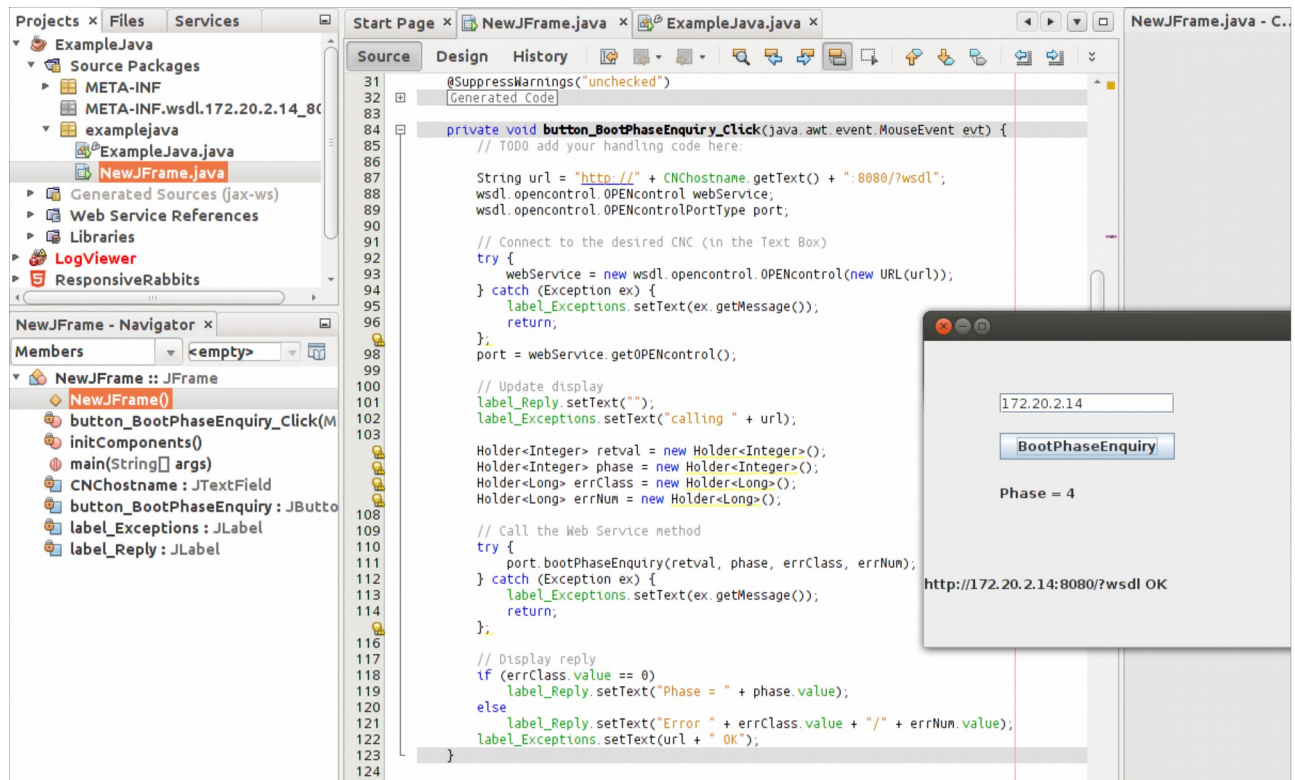 Projects × Files Services
ExampleJava
Source Packages
META-INF
META-INF.wsdl.172.20.2.14_80
examplejava
ExampleJava.java
NewJFrame.java
Generated Sources (jax-ws)
Web Service References
Libraries
LogViewer
ResponsiveRabbits
NewJFrame - Navigator ×
Members <empty>
NewJFrame :: JFrame
NewJFrame()
button_BootPhaseEnquiry_Click(M
initComponents()
main(String[] args)
CNChostname : JTextField
button_BootPhaseEnquiry : JButto
label_Exceptions : JLabel
label_Reply : JLabel
Start Page × NewJFrame.java × ExampleJava.java ×
Source Design History
31 @SuppressWarnings("unchecked")
32 Generated Code
83
84 private void button_BootPhaseEnquiry_Click(java.awt.event.MouseEvent evt) {
85 // TODO add your handling code here:
86
87 String url = "http://" + CNChostname.getText() + ":8080/?wsdl";
88 wsdl.opencontrol.OPENcontrol webService;
89 wsdl.opencontrol.OPENcontrolPortType port;
90
91 // Connect to the desired CNC (in the Text Box)
92 try {
93 webService = new wsdl.opencontrol.OPENcontrol(new URL(url));
94 } catch (Exception ex) {
95 label_Exceptions.setText(ex.getMessage());
96 return;
};
98 port = webService.getOPENcontrol();
99
100 // Update display
101 label_Reply.setText("");
102 label_Exceptions.setText("calling " + url);
103
Holder<Integer> retval = new Holder<Integer>();
Holder<Integer> phase = new Holder<Integer>();
Holder<Long> errClass = new Holder<Long>();
Holder<Long> errNum = new Holder<Long>();
108
109 // Call the Web Service method
110 try {
111 port.bootPhaseEnquiry(retval, phase, errClass, errNum);
112 } catch (Exception ex) {
113 label_Exceptions.setText(ex.getMessage());
114 return;
};
116
117 // Display reply
118 if (errClass.value == 0)
119 label_Reply.setText("Phase = " + phase.value);
120 else
121 label_Reply.setText("Error " + errClass.value + "/" + errNum.value);
122 label_Exceptions.setText(url + " OK");
123 }
124
NewJFrame.java - C..
172.20.2.14
BootPhaseEnquiry
Phase = 4
http://172.20.2.14:8080/?wsdl OK